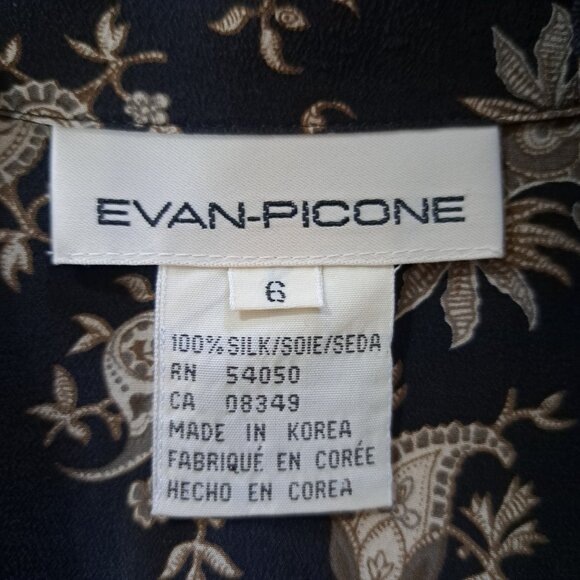 EVAN-PICONE
6
100% SILK/SOIE/SEDA
RN 54050
CA 08349
MADE IN KOREA
FABRIQUÉ EN CORÉE
HECHO EN COREA